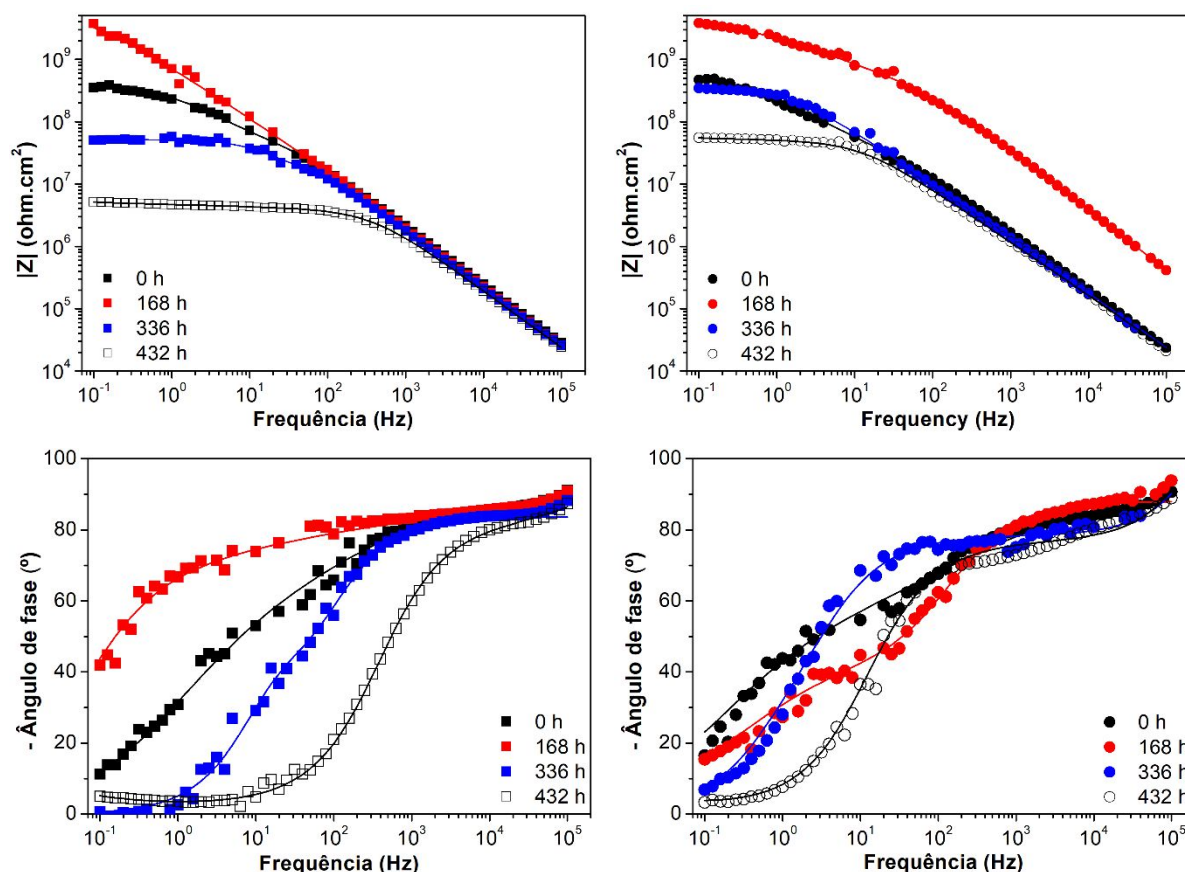 |Z| (ohm.cm²)
10⁹
10⁸
10⁷
10⁶
10⁵
10⁴
0 h
168 h
336 h
432 h
10⁻¹ 10⁰ 10¹ 10² 10³ 10⁴ 10⁵
Frequência (Hz)
|Z| (ohm.cm²)
10⁹
10⁸
10⁷
10⁶
10⁵
10⁴
0 h
168 h
336 h
432 h
10⁻¹ 10⁰ 10¹ 10² 10³ 10⁴ 10⁵
Frequency (Hz)
- Ângulo de fase (º)
100
80
60
40
20
0
0 h
168 h
336 h
432 h
10⁻¹ 10⁰ 10¹ 10² 10³ 10⁴ 10⁵
Frequência (Hz)
- Ângulo de fase (º)
100
80
60
40
20
0
0 h
168 h
336 h
432 h
10⁻¹ 10⁰ 10¹ 10² 10³ 10⁴ 10⁵
Frequência (Hz)